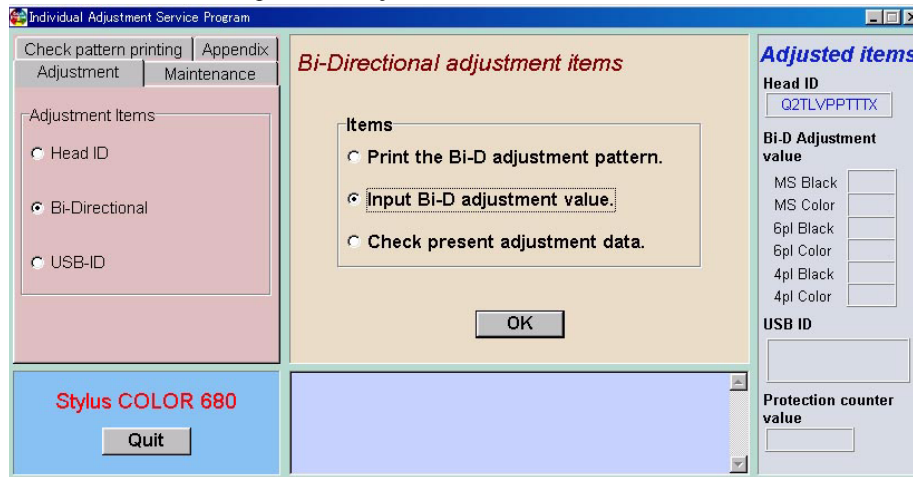 Individual Adjustment Service Program
Check pattern printing
Appendix
Adjustment
Maintenance
Adjustment Items
Head ID
Bi-Directional
USB-ID
Bi-Directional adjustment items
Items
Print the Bi-D adjustment pattern.
Input Bi-D adjustment value.
Check present adjustment data.
OK
Stylus COLOR 680
Quit
Adjusted items
Head ID
Q2TLVPPTTTX
Bi-D Adjustment
value
MS Black
MS Color
6pl Black
6pl Color
4pl Black
4pl Color
USB ID
Protection counter
value